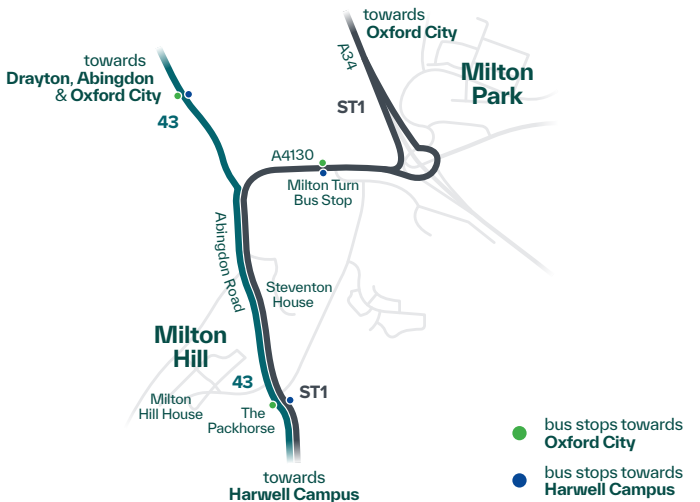 towards
Oxford City
A34
towards
Drayton, Abingdon
& Oxford City
Milton
Park
ST1
43
A4130
Milton Turn
Bus Stop
Abingdon Road
Steventon
House
Milton
Hill
43
ST1
Milton
Hill House
The
Packhorse
bus stops towards
Oxford City
bus stops towards
Harwell Campus
towards
Harwell Campus